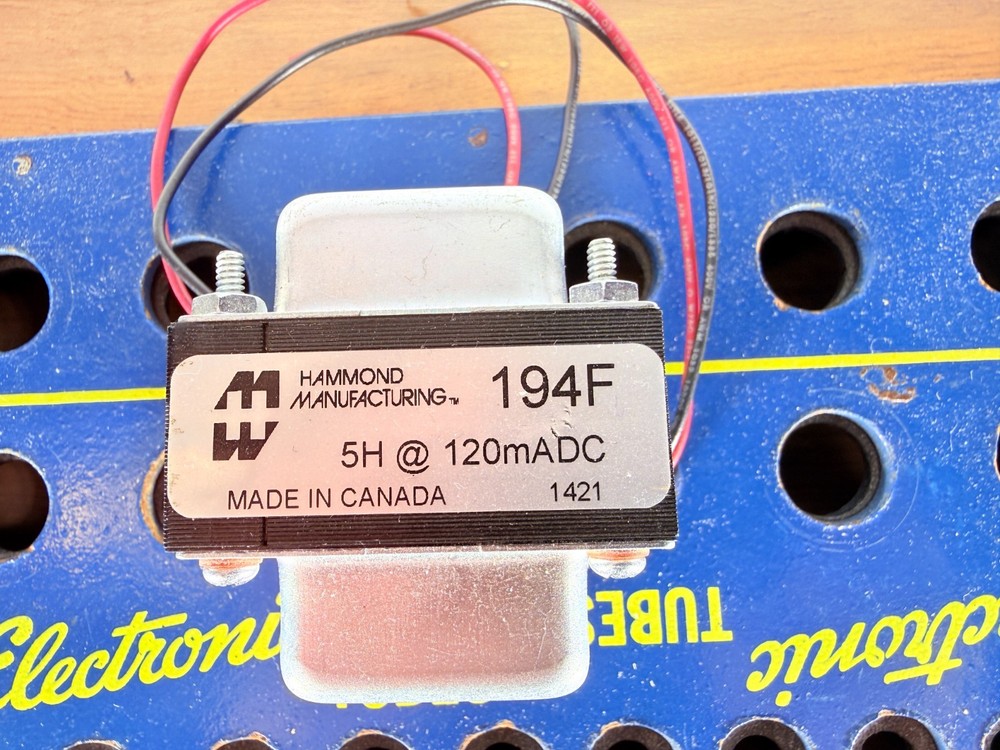 HAMMOND
MANUFACTURING™
194F
5H @ 120mADC
MADE IN CANADA 1421
Electroni
TUBES
ctronic